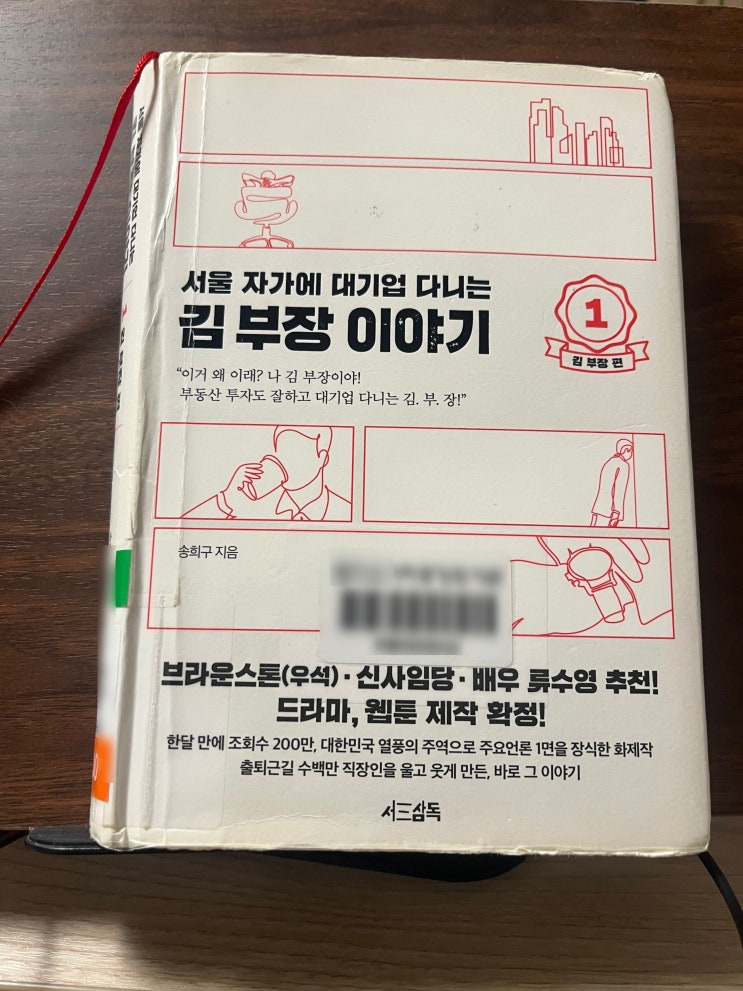 서울 자가에 대기업 다니는
김 부장 이야기
1
김 부장 편
“이거 왜 이래? 나 김 부장이야!
부동산 투자도 잘하고 대기업 다니는 김. 부. 장!”
송희구 지음
브라운스톤(우석)·신사임당·배우 류수영 추천!
드라마, 웹툰 제작 확정!
한달 만에 조회수 200만, 대한민국 열풍의 주역으로 주요언론 1면을 장식한 화제작
출퇴근길 수백만 직장인을 울고 웃게 만든, 바로 그 이야기
서삼독